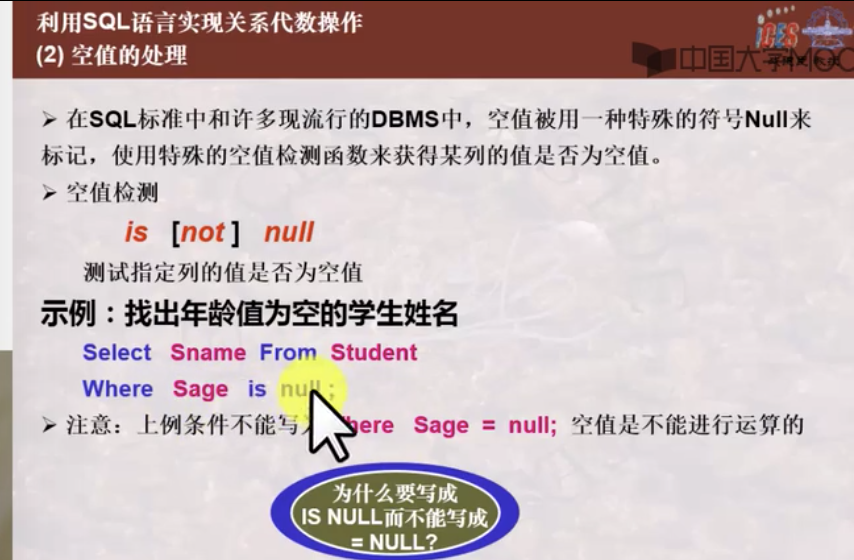 利用SQL语言实现关系代数操作
(2) 空值的处理
iCES
中国大学MOOC
➢ 在SQL标准中和许多现流行的DBMS中，空值被用一种特殊的符号Null来
标记，使用特殊的空值检测函数来获得某列的值是否为空值。
➢ 空值检测
is [not ] null
测试指定列的值是否为空值
示例：找出年龄值为空的学生姓名
Select Sname From Student
Where Sage is null ;
➢ 注意：上例条件不能写为where Sage = null; 空值是不能进行运算的
为什么要写成
IS NULL而不能写成
= NULL?